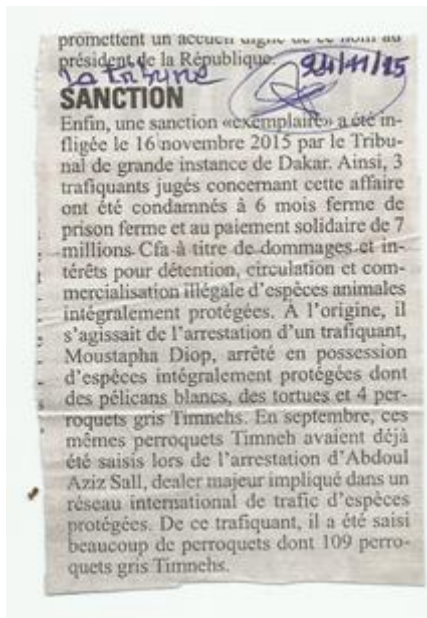 promettent un accueil digne de ce nom au
président de la République.
la tribune
24/11/15
SANCTION
Enfin, une sanction «exemplaire» a été in-
fligée le 16 novembre 2015 par le Tribu-
nal de grande instance de Dakar. Ainsi, 3
trafiquants jugés concernant cette affaire
ont été condamnés à 6 mois ferme de
prison ferme et au paiement solidaire de 7
millions Cfa à titre de dommages et in-
térêts pour détention, circulation et com-
mercialisation illégale d'espèces animales
intégralement protégées. A l'origine, il
s'agissait de l'arrestation d'un trafiquant,
Moustapha Diop, arrêté en possession
d'espèces intégralement protégées dont
des pélicans blancs, des tortues et 4 per-
roquets gris Timnehs. En septembre, ces
mêmes perroquets Timneh avaient déjà
été saisis lors de l'arrestation d'Abdoul
Aziz Sall, dealer majeur impliqué dans un
réseau international de trafic d'espèces
protégées. De ce trafiquant, il a été saisi
beaucoup de perroquets dont 109 perro-
quets gris Timnehs.